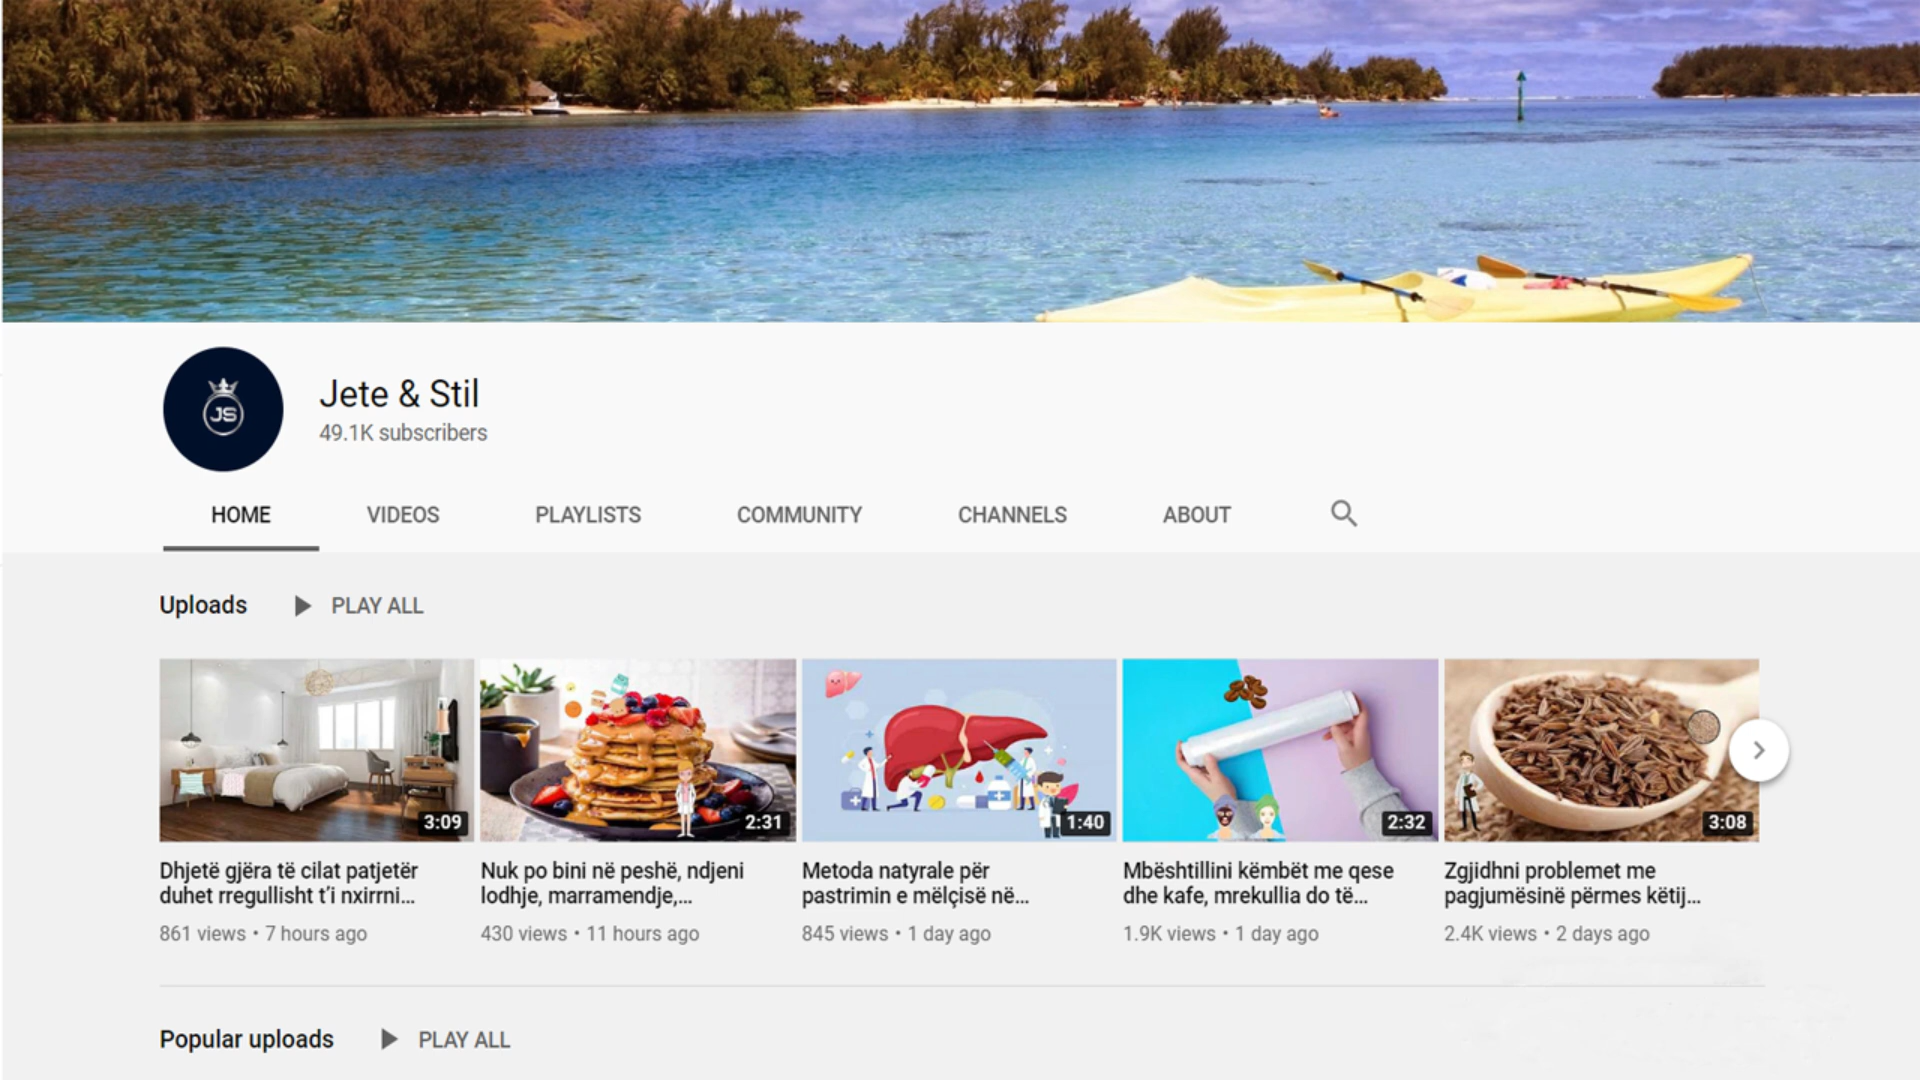 JS
Jete & Stil
49.1K subscribers
HOME VIDEOS PLAYLISTS COMMUNITY CHANNELS ABOUT
Uploads PLAY ALL
3:09 2:31 1:40 2:32 3:08
Dhjetë gjëra të cilat patjetër
duhet rregullisht t'i nxirrni...
861 views • 7 hours ago
Nuk po bini në peshë, ndjeni
lodhje, marramendje,...
430 views • 11 hours ago
Metoda natyrale për
pastrimin e mëlçisë në...
845 views • 1 day ago
Mbështillini këmbët me qese
dhe kafe, mrekullia do të...
1.9K views • 1 day ago
Zgjidhni problemet me
pagjumësinë përmes këtij...
2.4K views • 2 days ago
Popular uploads PLAY ALL